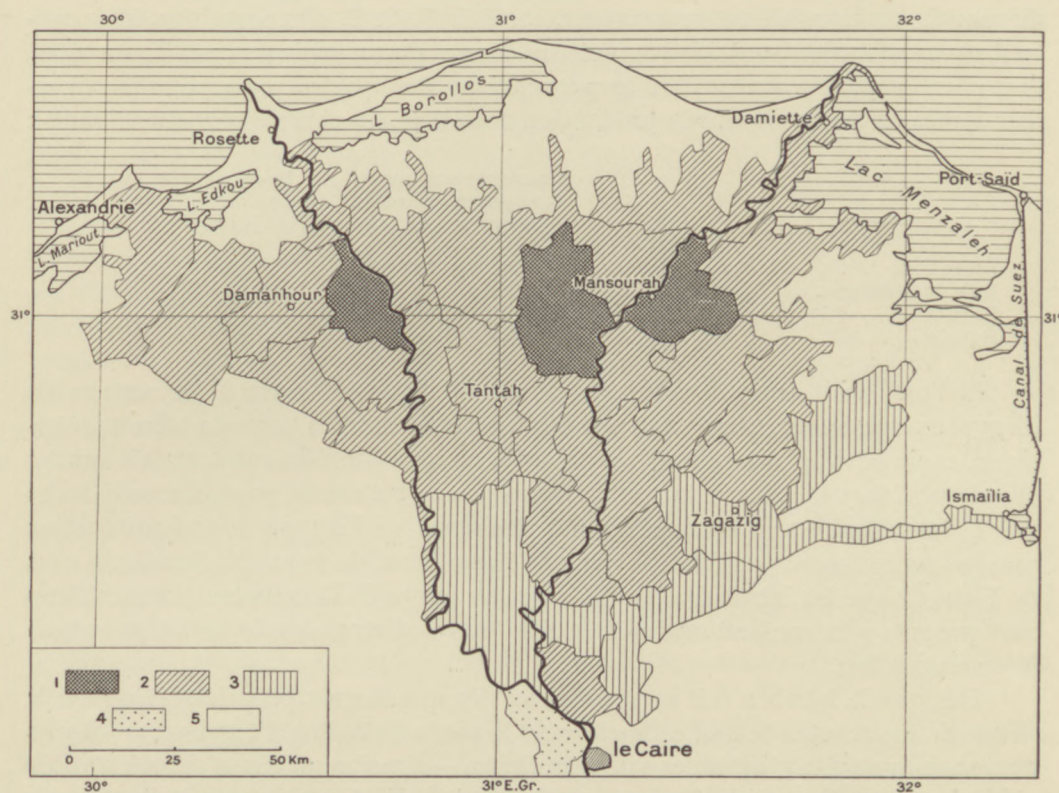 30°
31°
32°
L. Borollos
Rosette
Damiette
L. Edkou
Lac Menzaleh
Port-Saïd
Alexandrie
L. Mariout
Damanhour
Mansourah
31°
31°
Canal de Suez
Tantah
Zagazig
Ismaïlia
1
2
3
4
5
0 25 50 Km.
le Caire
30°
31° E.Gr.
32°